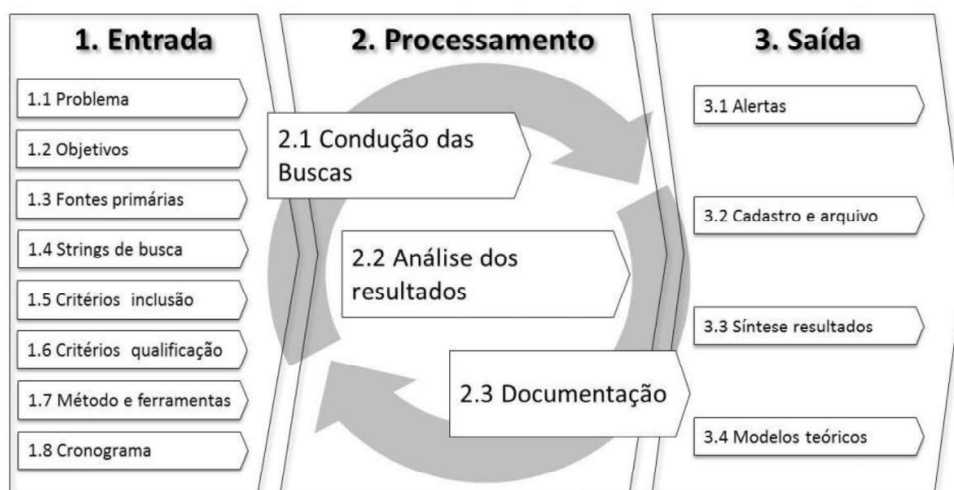 1. Entrada
1.1 Problema
1.2 Objetivos
1.3 Fontes primárias
1.4 Strings de busca
1.5 Critérios inclusão
1.6 Critérios qualificação
1.7 Método e ferramentas
1.8 Cronograma
2. Processamento
2.1 Condução das
Buscas
2.2 Análise dos
resultados
2.3 Documentação
3. Saída
3.1 Alertas
3.2 Cadastro e arquivo
3.3 Síntese resultados
3.4 Modelos teóricos